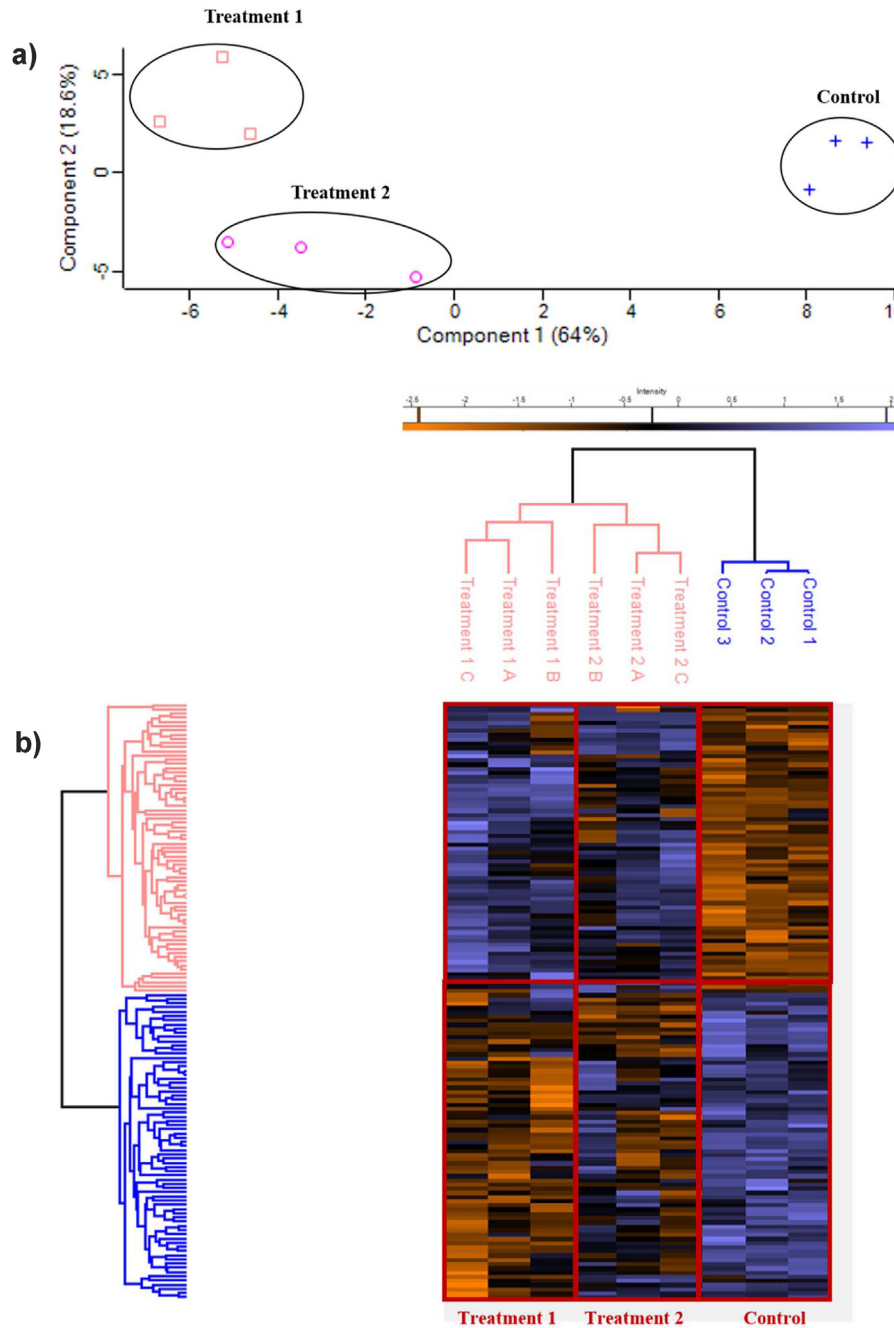 Treatment 1
a)
Control
Treatment 2
Component 2 (18.6%)
5
0
-5
-6
-4
-2
0
2
4
6
8
1
Component 1 (64%)
Intensity
-2.5
-2
-1.5
-1
-0.5
0
0.5
1
1.5
Treatment 1 C
Treatment 1 A
Treatment 1 B
Treatment 2 B
Treatment 2 A
Treatment 2 C
Control 3
Control 2
Control 1
b)
Treatment 1
Treatment 2
Control